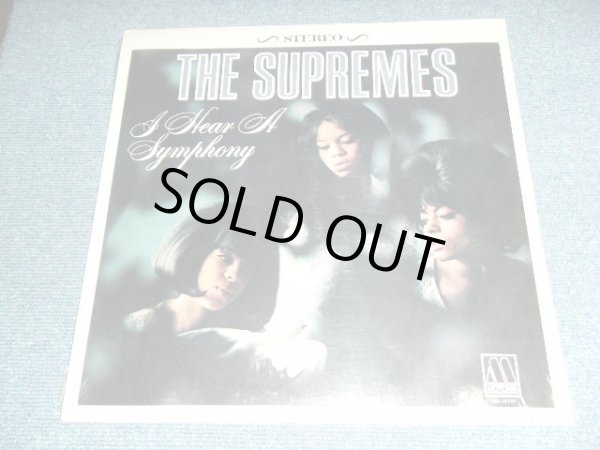 STEREO
THE SUPREMES
I Hear A
Symphony
SOLD OUT